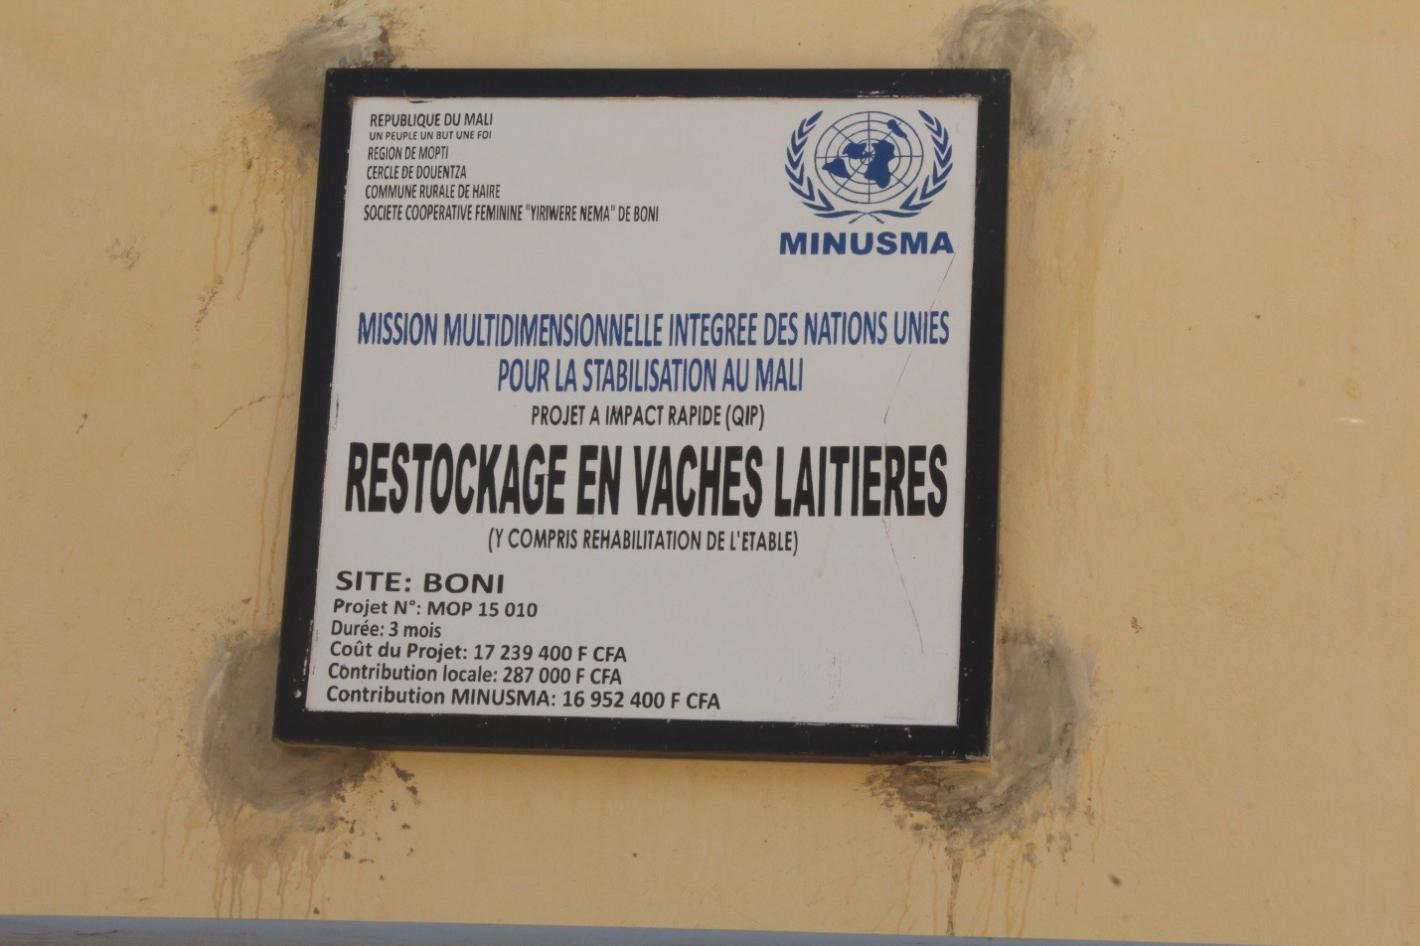 REPUBLIQUE DU MALI
UN PEUPLE UN BUT UNE FOI
REGION DE MOPTI
CERCLE DE DOUENTZA
COMMUNE RURALE DE HAIRE
SOCIETE COOPERATIVE FEMININE "YIRIWERE NEMA" DE BONI
MINUSMA
MISSION MULTIDIMENSIONNELLE INTEGREE DES NATIONS UNIES
POUR LA STABILISATION AU MALI
PROJET A IMPACT RAPIDE (QIP)
RESTOCKAGE EN VACHES LAITIERES
(Y COMPRIS REHABILITATION DE L'ETABLE)
SITE: BONI
Projet N°: MOP 15 010
Durée: 3 mois
Coût du Projet: 17 239 400 F CFA
Contribution locale: 287 000 F CFA
Contribution MINUSMA: 16 952 400 F CFA